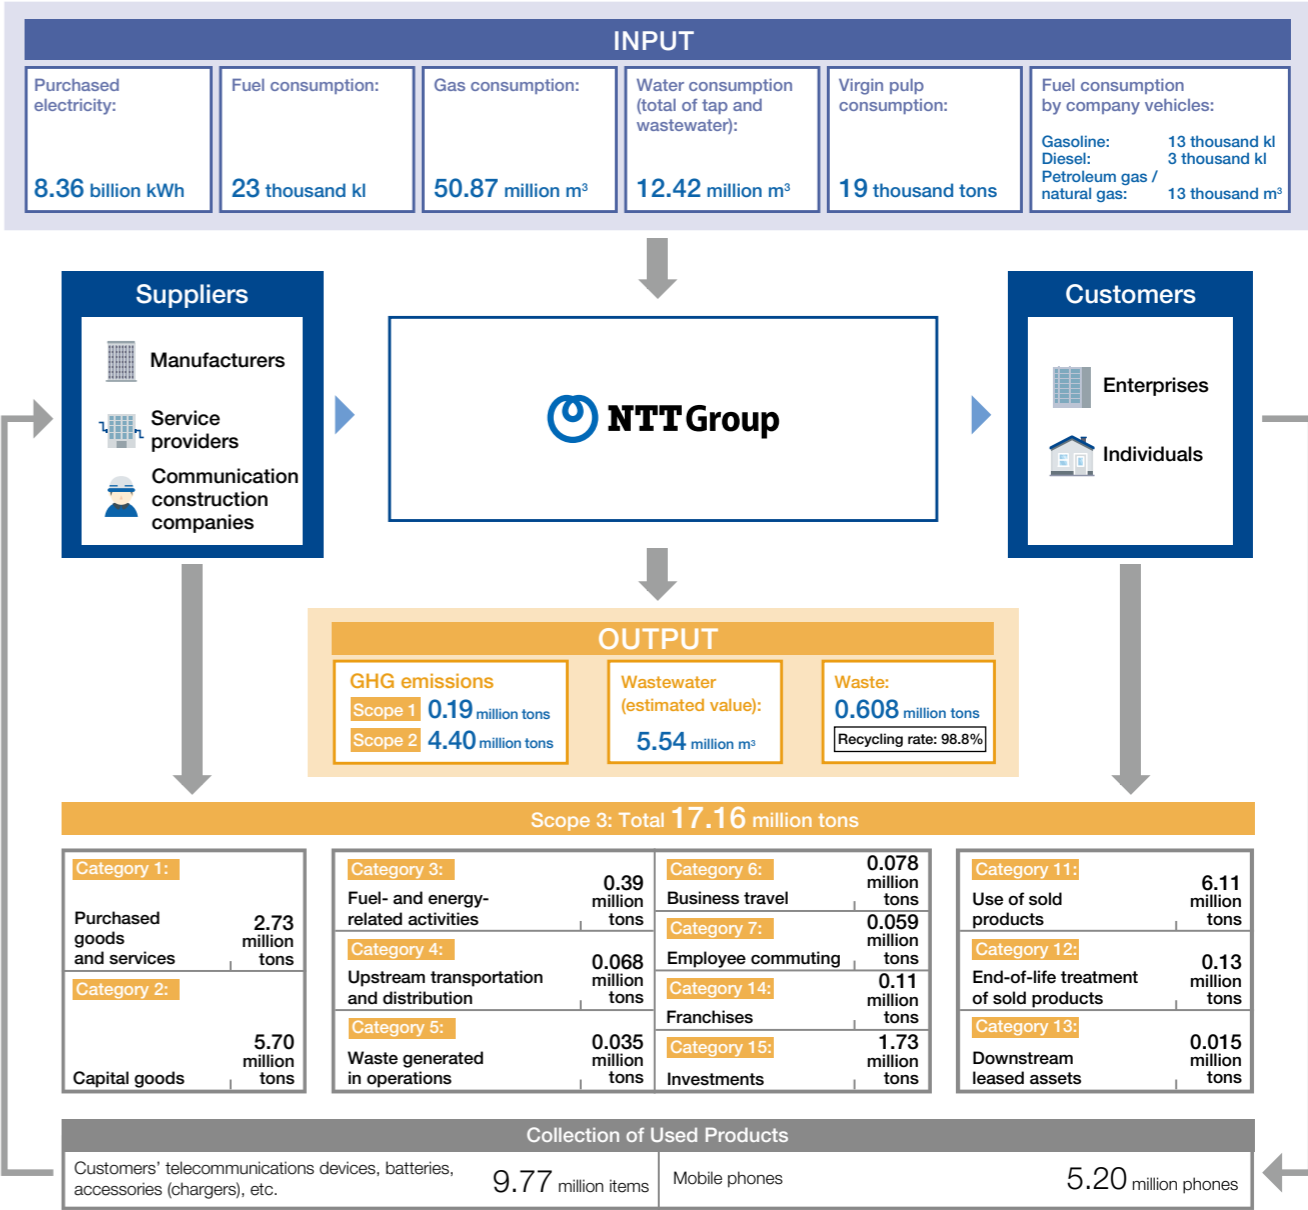 INPUT
Purchased
electricity:
8.36 billion kWh
Fuel consumption:
23 thousand kl
Gas consumption:
50.87 million m³
Water consumption
(total of tap and
wastewater):
12.42 million m³
Virgin pulp
consumption:
19 thousand tons
Fuel consumption
by company vehicles:
Gasoline: 13 thousand kl
Diesel: 3 thousand kl
Petroleum gas /
natural gas: 13 thousand m³
Suppliers
Manufacturers
Service
providers
Communication
construction
companies
NTT Group
Customers
Enterprises
Individuals
OUTPUT
GHG emissions
Scope 1 0.19 million tons
Scope 2 4.40 million tons
Wastewater
(estimated value):
5.54 million m³
Waste:
0.608 million tons
Recycling rate: 98.8%
Scope 3: Total 17.16 million tons
Category 1:
Purchased
goods
and services
2.73
million
tons
Category 2:
Capital goods
5.70
million
tons
Category 3:
Fuel- and energy-
related activities
0.39
million
tons
Category 4:
Upstream transportation
and distribution
0.068
million
tons
Category 5:
Waste generated
in operations
0.035
million
tons
Category 6:
Business travel
0.078
million
tons
Category 7:
Employee commuting
0.059
million
tons
Category 14:
Franchises
0.11
million
tons
Category 15:
Investments
1.73
million
tons
Category 11:
Use of sold
products
6.11
million
tons
Category 12:
End-of-life treatment
of sold products
0.13
million
tons
Category 13:
Downstream
leased assets
0.015
million
tons
Collection of Used Products
Customers' telecommunications devices, batteries,
accessories (chargers), etc.
9.77 million items
Mobile phones
5.20 million phones